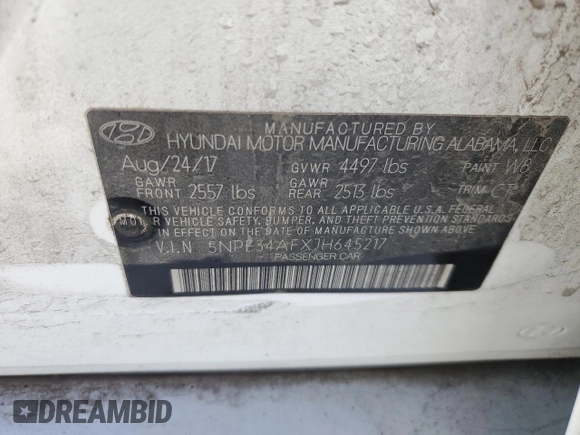 MANUFACTURED BY
HYUNDAI MOTOR MANUFACTURING ALABAMA, LLC
Aug/24/17 GVWR 4497 lbs PAINT W8
GAWR FRONT 2557 lbs GAWR REAR 2513 lbs TRIM CT
THIS VEHICLE CONFORMS TO ALL APPLICABLE U.S.A. FEDERAL
MOTOR VEHICLE SAFETY, BUMPER, AND THEFT PREVENTION
STANDARDS IN EFFECT ON THE DATE OF MANUFACTURE SHOWN ABOVE.
V.I.N. 5NPE34AFXJH645217
PASSENGER CAR
DREAMBID